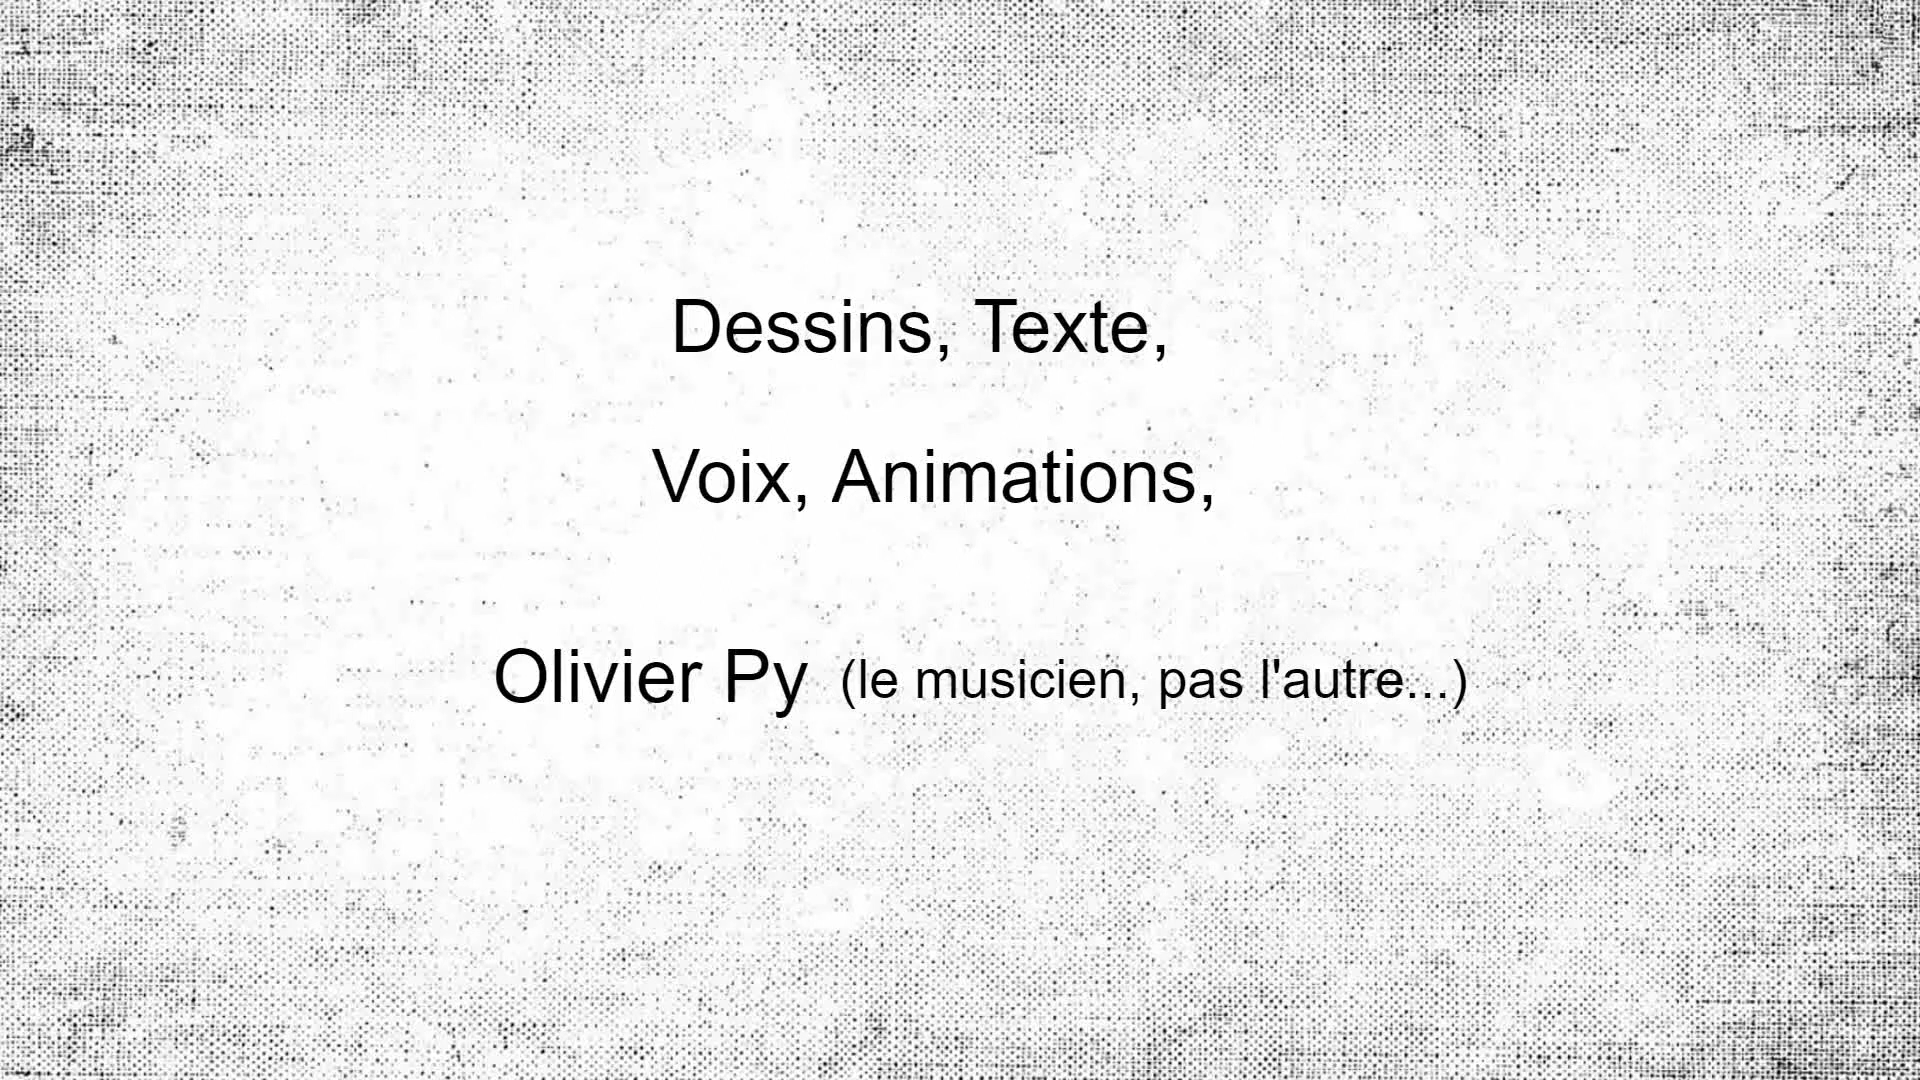 Dessins, Texte,
Voix, Animations,
Olivier Py (le musicien, pas l'autre...)